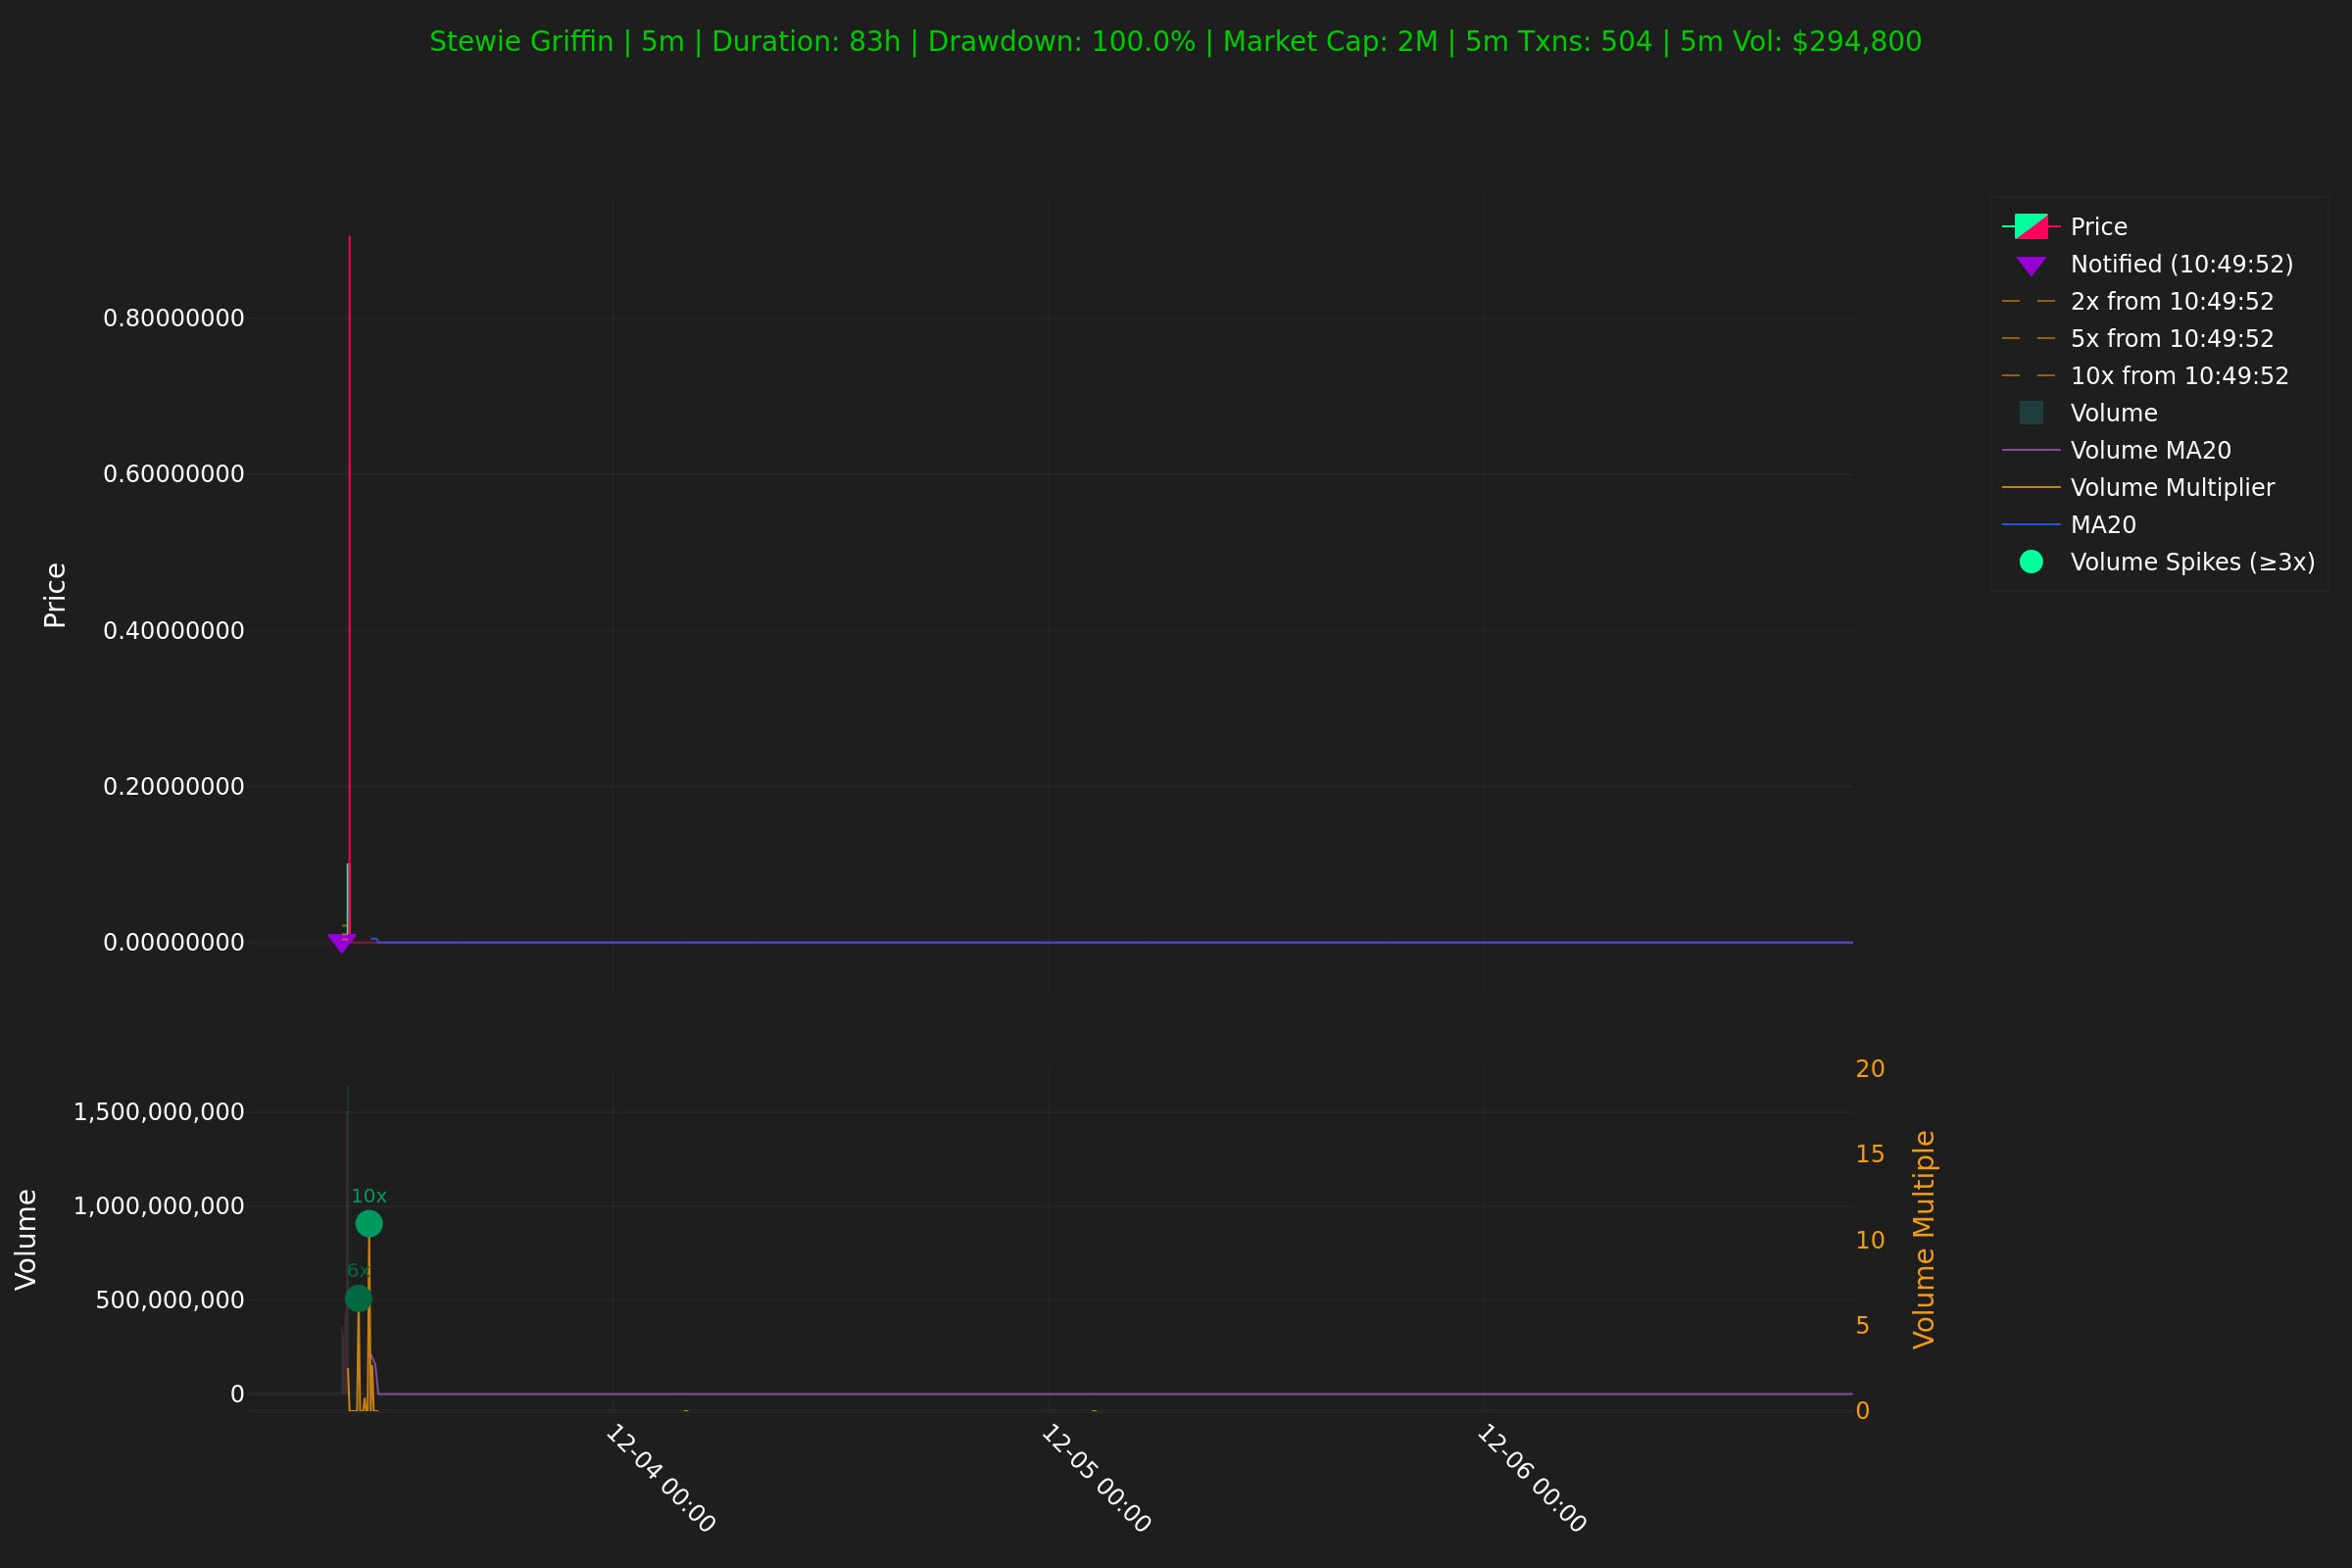 Stewie Griffin | 5m | Duration: 83h | Drawdown: 100.0% | Market Cap: 2M | 5m Txns: 504 | 5m Vol: $294,800
Price
0.80000000
0.60000000
0.40000000
0.20000000
0.00000000
Price
Notified (10:49:52)
2x from 10:49:52
5x from 10:49:52
10x from 10:49:52
Volume
Volume MA20
Volume Multiplier
MA20
Volume Spikes (≥3x)
Volume
1,500,000,000
1,000,000,000
500,000,000
0
10x
6x
20
15
10
5
0
Volume Multiple
12-04 00:00
12-05 00:00
12-06 00:00